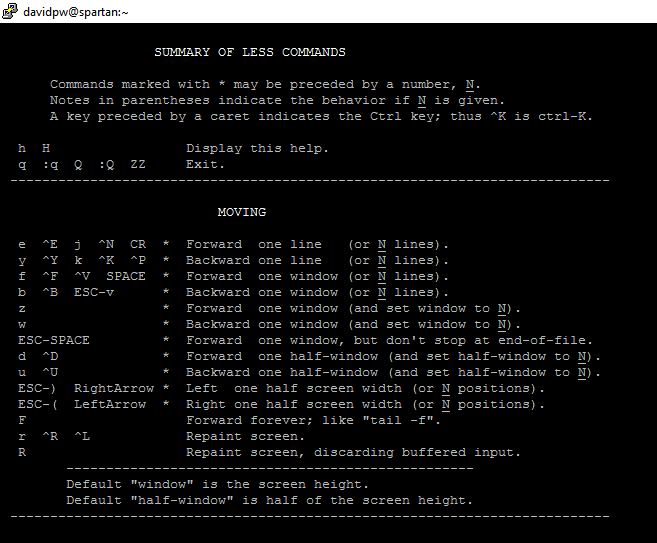 davidpw@spartan:~
SUMMARY OF LESS COMMANDS
Commands marked with * may be preceded by a number, N.
Notes in parentheses indicate the behavior if N is given.
A key preceded by a caret indicates the Ctrl key; thus ^K is ctrl-K.
h  H                    Display this help.
q  :q  Q  :Q  ZZ        Exit.
---------------------------------------------------------------------------
MOVING
e  ^E  j  ^N  CR  *  Forward  one line   (or N lines).
y  ^Y  k  ^K  ^P  *  Backward one line   (or N lines).
f  ^F  ^V  SPACE  *  Forward  one window (or N lines).
b  ^B  ESC-v      *  Backward one window (or N lines).
z                 *  Forward  one window (and set window to N).
w                 *  Backward one window (and set window to N).
ESC-SPACE         *  Forward  one window, but don't stop at end-of-file.
d  ^D             *  Forward  one half-window (and set half-window to N).
u  ^U             *  Backward one half-window (and set half-window to N).
ESC-)  RightArrow *  Left  one half screen width (or N positions).
ESC-(  LeftArrow  *  Right one half screen width (or N positions).
F                    Forward forever; like "tail -f".
r  ^R  ^L            Repaint screen.
R                    Repaint screen, discarding buffered input.
---------------------------------------------------
Default "window" is the screen height.
Default "half-window" is half of the screen height.
---------------------------------------------------------------------------